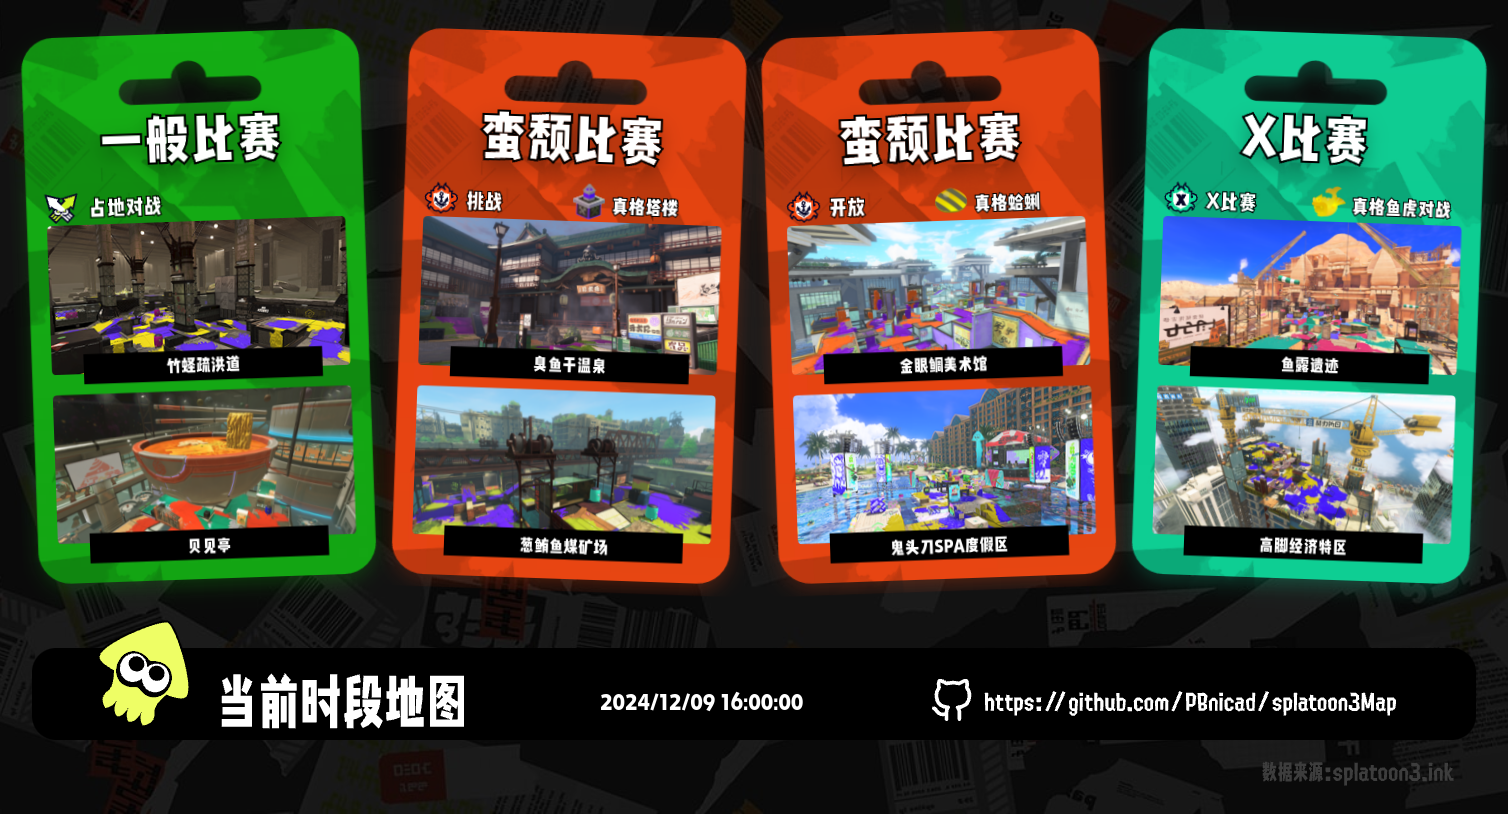 一般比赛
占地对战
竹蛏疏洪道
贝见亭
蛮颓比赛
挑战
真格塔楼
臭鱼干温泉
葱鲔鱼煤矿场
蛮颓比赛
开放
真格蛤蜊
金眼鲷美术馆
鬼头刀SPA度假区
X比赛
X比赛
真格鱼虎对战
鱼露遗迹
高脚经济特区
当前时段地图
2024/12/09 16:00:00
https://github.com/PBnicad/splatoon3Map
数据来源:splatoon3.ink